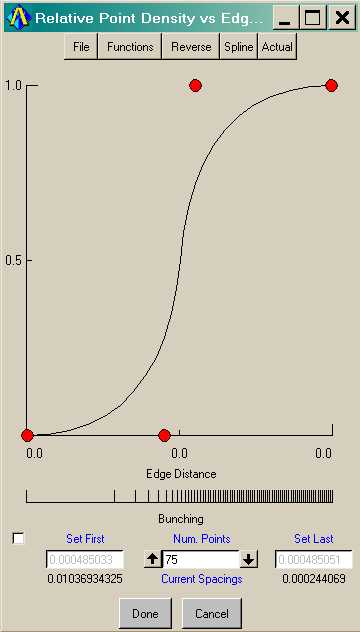 Relative Point Density vs Edg...
File Functions Reverse Spline Actual
1.0
0.5
0.0 0.0 0.0
Edge Distance
Bunching
Set First Num. Points Set Last
0.000485033 75 0.000485051
0.01036934325 Current Spacings 0.000244069
Done Cancel